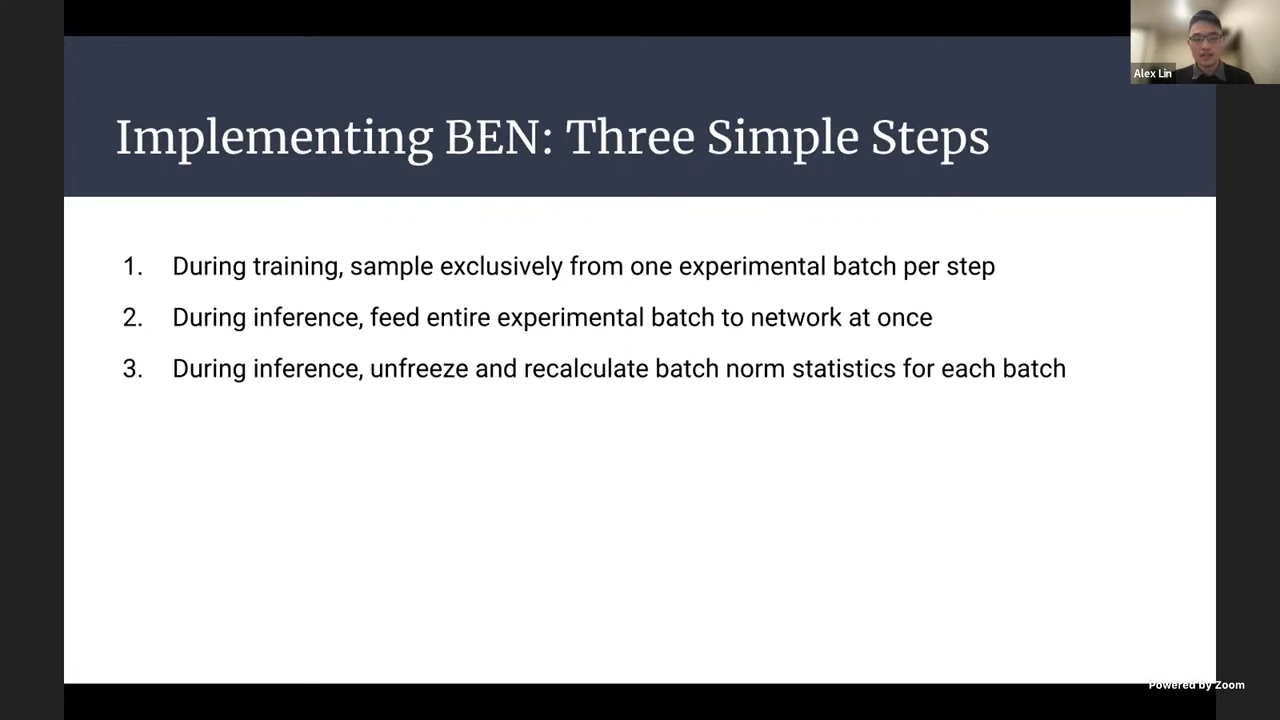 Alex Lin
Implementing BEN: Three Simple Steps
1. During training, sample exclusively from one experimental batch per step
2. During inference, feed entire experimental batch to network at once
3. During inference, unfreeze and recalculate batch norm statistics for each batch
Powered by Zoom